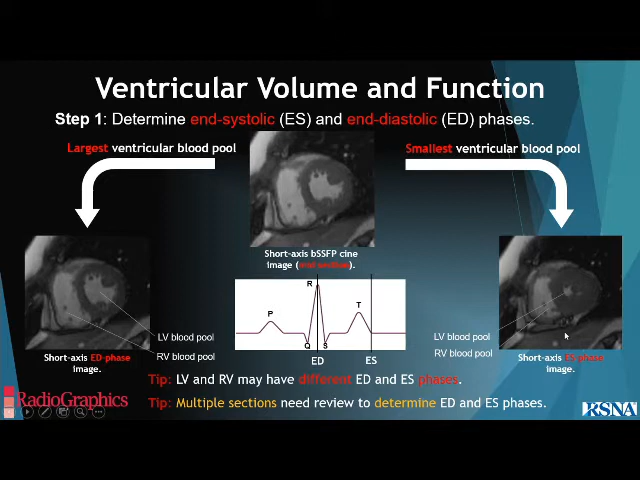 Ventricular Volume and Function
Step 1: Determine end-systolic (ES) and end-diastolic (ED) phases.
Largest ventricular blood pool
Smallest ventricular blood pool
Short-axis bSSFP cine
image (mid section).
P
R
Q
S
T
ED
ES
LV blood pool
RV blood pool
Short-axis ED-phase
image.
LV blood pool
RV blood pool
Short-axis ES-phase
image.
Tip: LV and RV may have different ED and ES phases.
Tip: Multiple sections need review to determine ED and ES phases.
RadioGraphics
RSNA